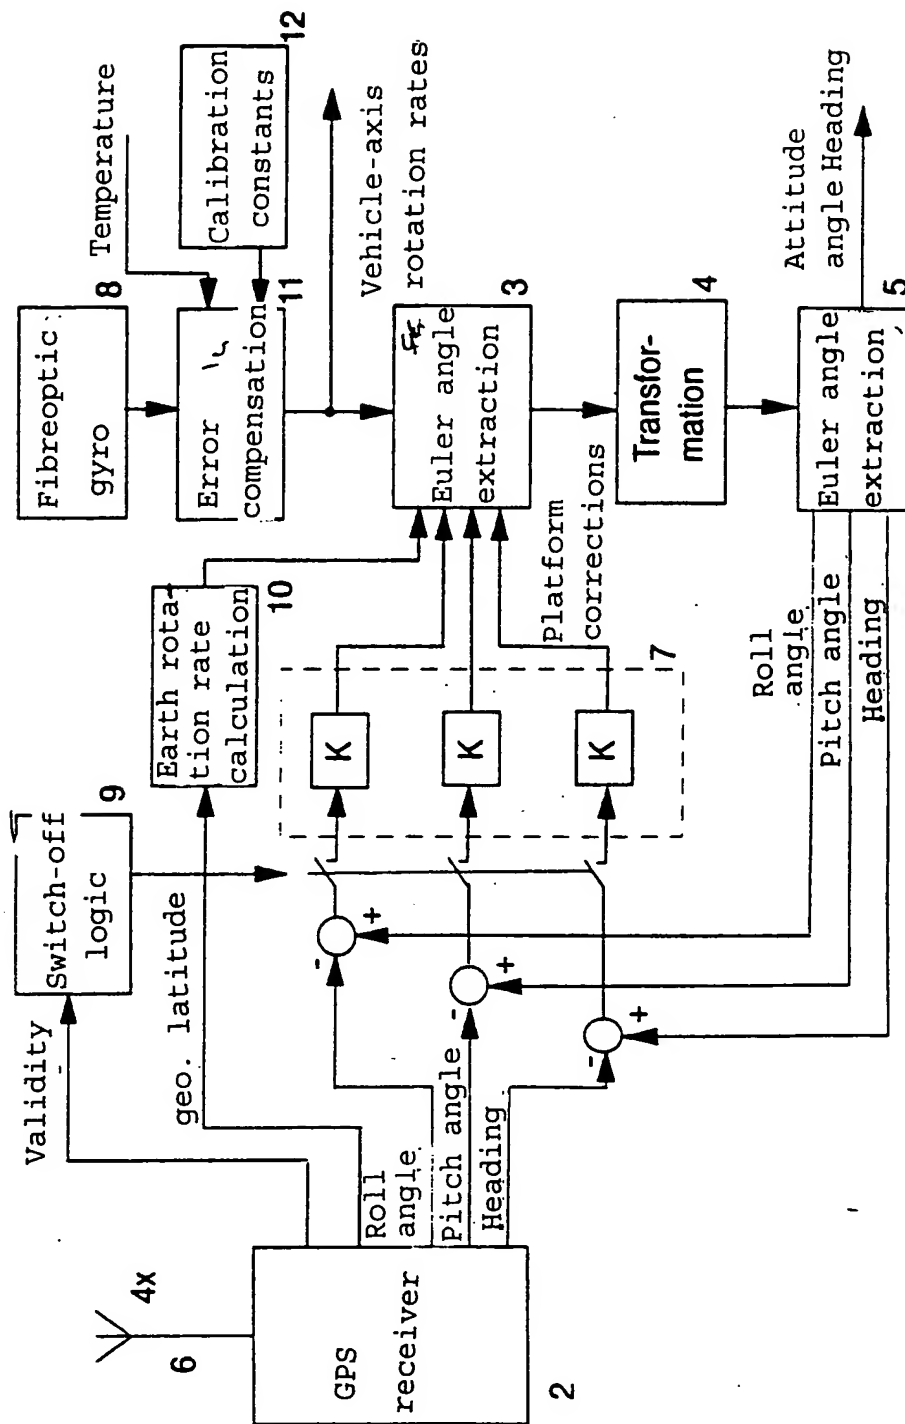 Fibreoptic
gyro
8
Temperature
Error
compensation
11
Calibration
constants
12
Vehicle-axis
rotation rates
Earth rota-
tion rate
calculation
10
Switch-off
logic
9
Validity
geo. latitude
Euler angle
extraction
3
Platform
corrections
K
K
K
7
Transfor-
mation
4
Euler angle
extraction
5
Attitude
angle Heading
Roll
angle
Pitch angle
Heading
+
-
+
-
+
-
Roll
angle
Pitch angle
Heading
4x
6
GPS
receiver
2